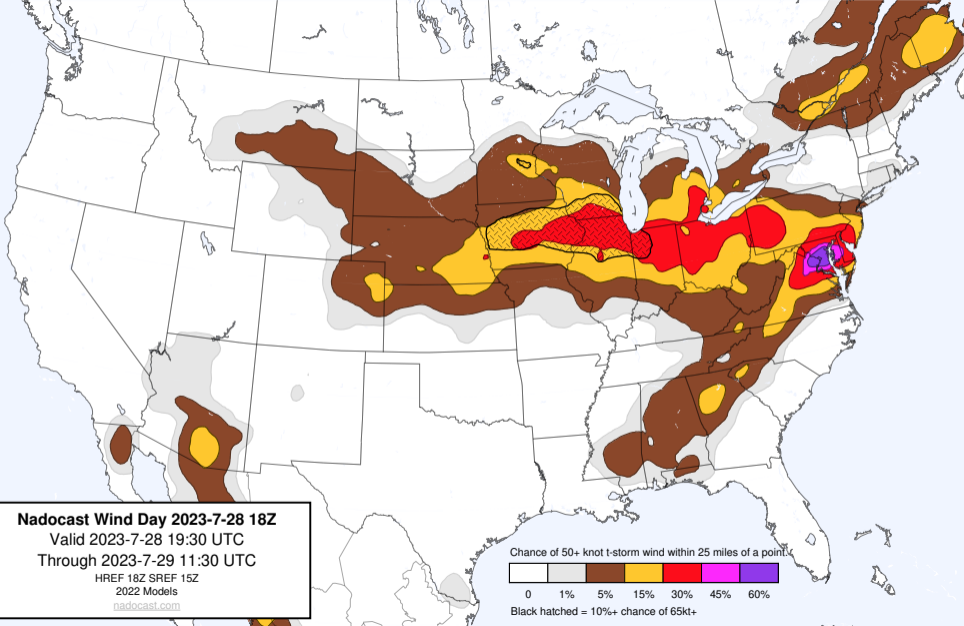 Nadocast Wind Day 2023-7-28 18Z
Valid 2023-7-28 19:30 UTC
Through 2023-7-29 11:30 UTC
HREF 18Z SREF 15Z
2022 Models
nadocast.com
Chance of 50+ knot t-storm wind within 25 miles of a point.
0 1% 5% 15% 30% 45% 60%
Black hatched = 10%+ chance of 65kt+